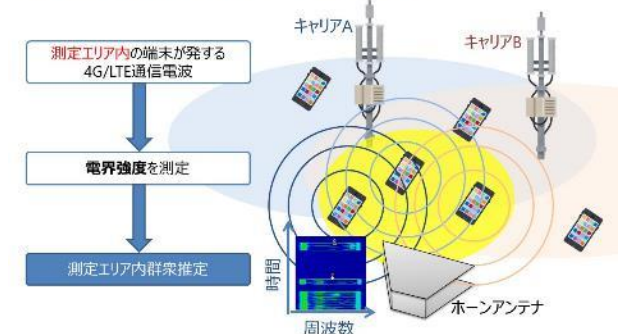 測定エリア内の端末が発する
4G/LTE通信電波
電界強度を測定
測定エリア内群衆推定
キャリアA
キャリアB
時間
周波数
ホーンアンテナ